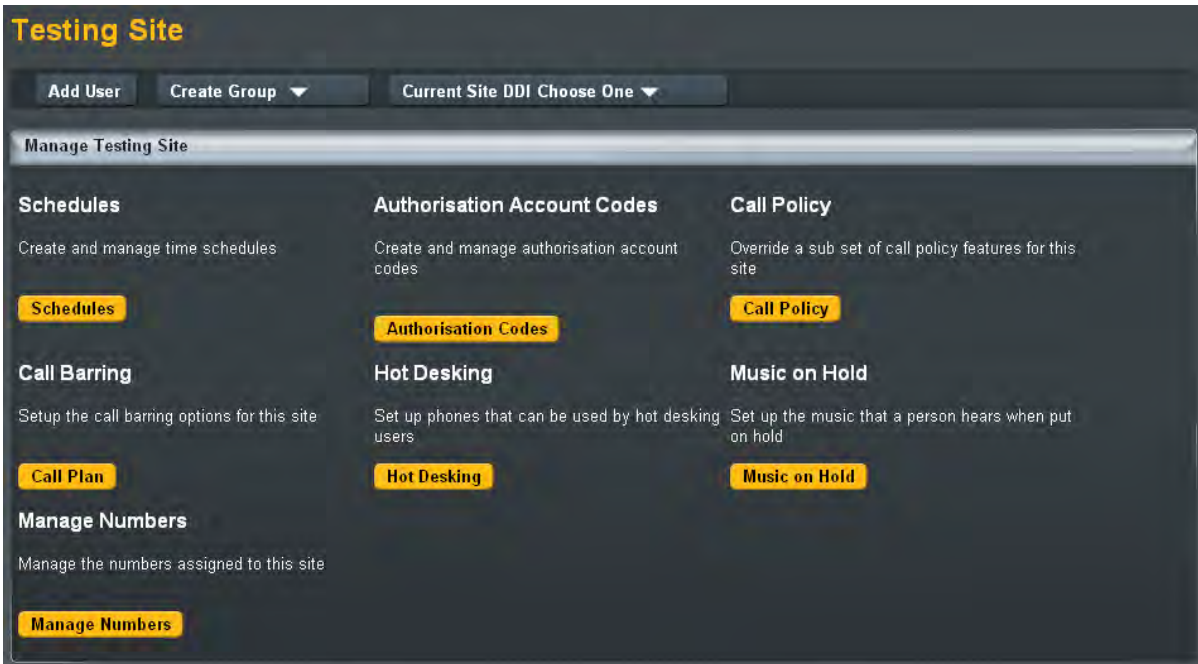 Testing Site
Add User
Create Group
Current Site DDI Choose One
Manage Testing Site
Schedules
Create and manage time schedules
Schedules
Authorisation Account Codes
Create and manage authorisation account
codes
Authorisation Codes
Call Policy
Override a sub set of call policy features for this
site
Call Policy
Call Barring
Setup the call barring options for this site
Call Plan
Hot Desking
Set up phones that can be used by hot desking
users
Hot Desking
Music on Hold
Set up the music that a person hears when put
on hold
Music on Hold
Manage Numbers
Manage the numbers assigned to this site
Manage Numbers